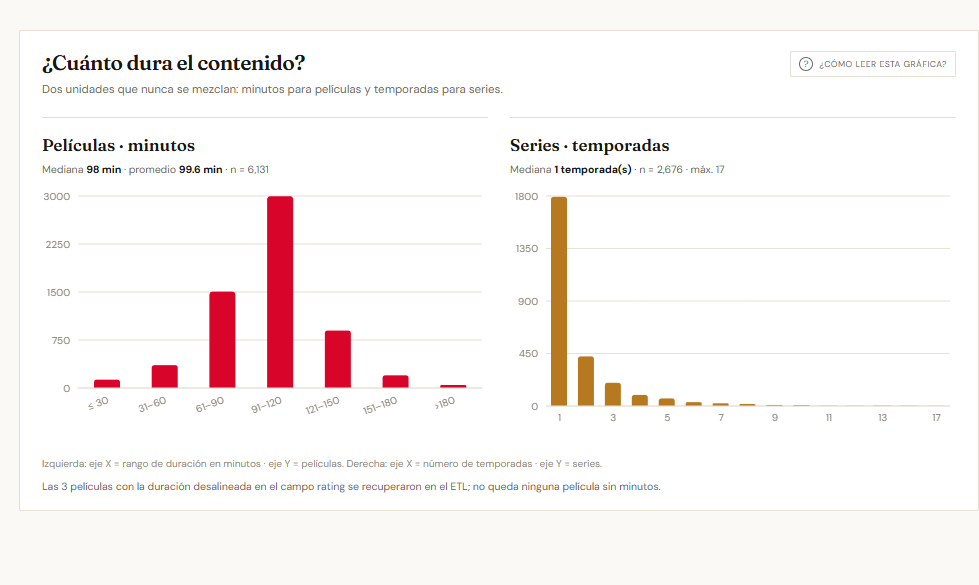 ¿Cuánto dura el contenido?
? ¿CÓMO LEER ESTA GRÁFICA?
Dos unidades que nunca se mezclan: minutos para películas y temporadas para series.
Películas · minutos
Mediana 98 min · promedio 99.6 min · n = 6,131
3000
2250
1500
750
0
≤ 30
31–60
61–90
91–120
121–150
151–180
>180
Series · temporadas
Mediana 1 temporada(s) · n = 2,676 · máx. 17
1800
1350
900
450
0
1
3
5
7
9
11
13
17
Izquierda: eje X = rango de duración en minutos · eje Y = películas. Derecha: eje X = número de temporadas · eje Y = series.
Las 3 películas con la duración desalineada en el campo rating se recuperaron en el ETL; no queda ninguna película sin minutos.